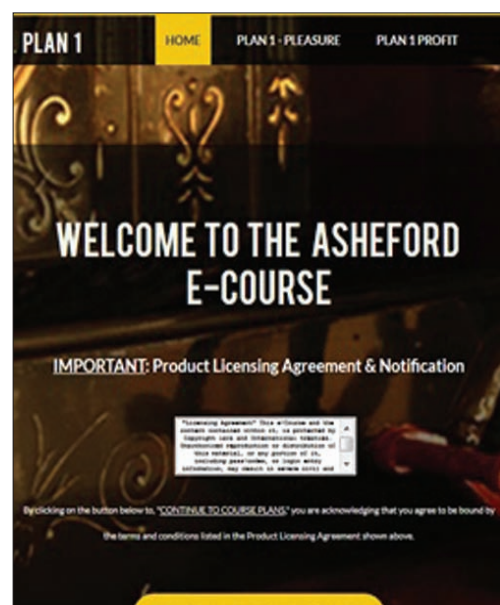 PLAN 1
HOME
PLAN 1 - PLEASURE
PLAN 1 PROFIT
WELCOME TO THE ASHEFORD
E-COURSE
IMPORTANT: Product Licensing Agreement & Notification
"Licensing Agreement" This e-Course and the
content contained within it, is protected by
Copyright laws and International treaties.
Unauthorized reproduction or distribution of
this material, or any portion of it,
including pass-codes, or login entry
information, may result in severe civil and
By clicking on the button below to, "CONTINUE TO COURSE PLANS," you are acknowledging that you agree to be bound by
the terms and conditions listed in the Product Licensing Agreement shown above.